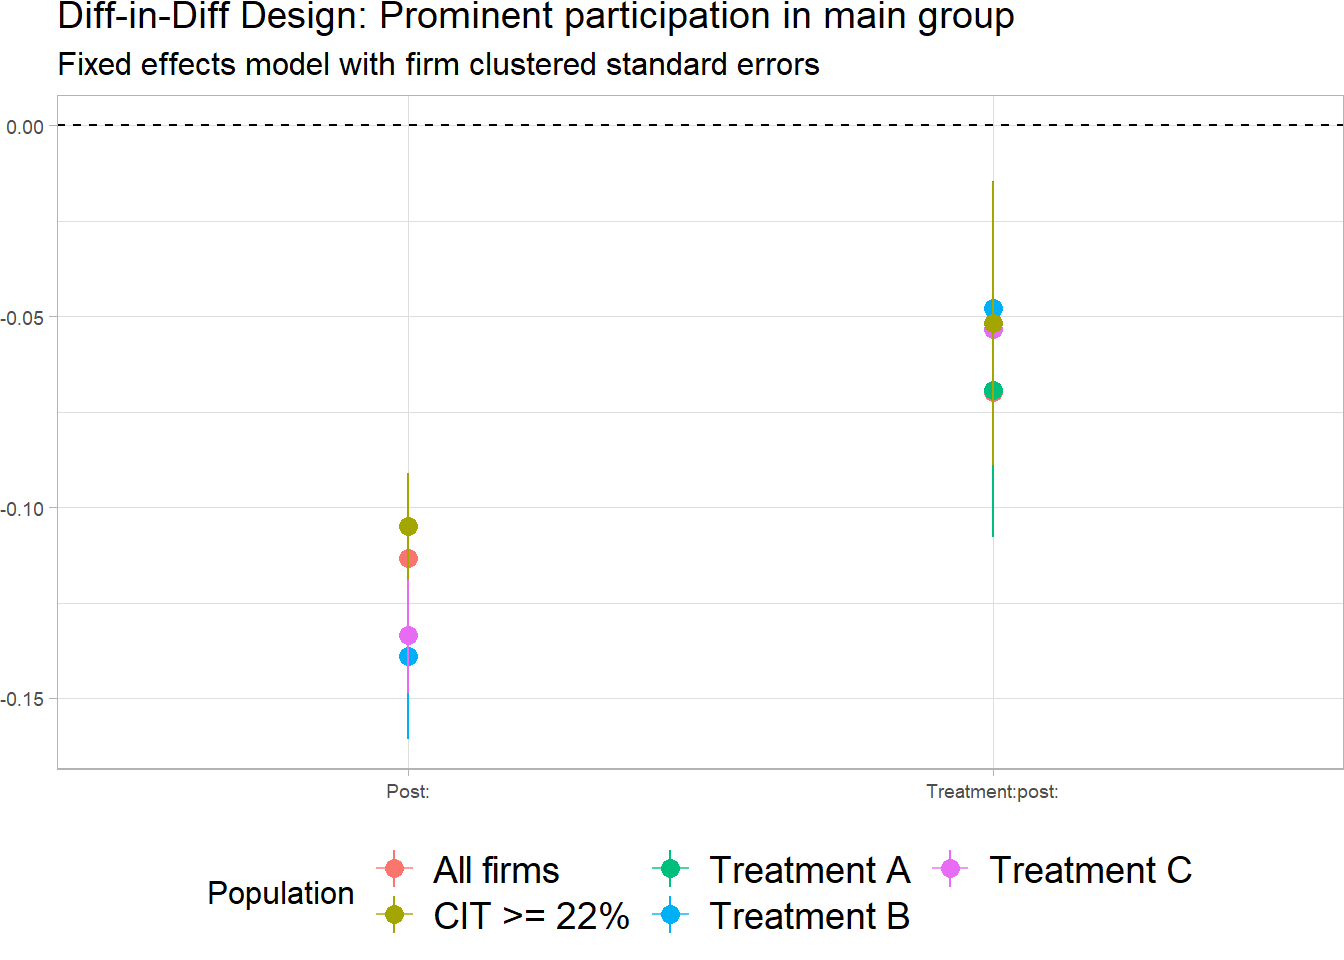 Diff-in-Diff Design: Prominent participation in main group
Fixed effects model with firm clustered standard errors
0.00
-0.05
-0.10
-0.15
Post:
Treatment:post:
Population
All firms
Treatment A
Treatment C
CIT >= 22%
Treatment B